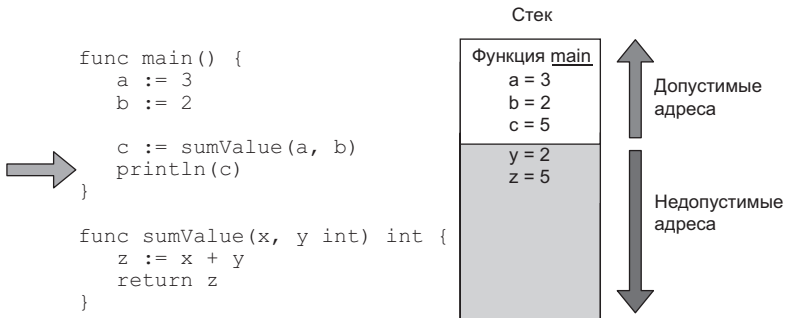 func main() {
a := 3
b := 2
c := sumValue(a, b)
println(c)
}
func sumValue(x, y int) int {
z := x + y
return z
}
Стек
Функция main
a = 3
b = 2
c = 5
y = 2
z = 5
Допустимые
адреса
Недопустимые
адреса